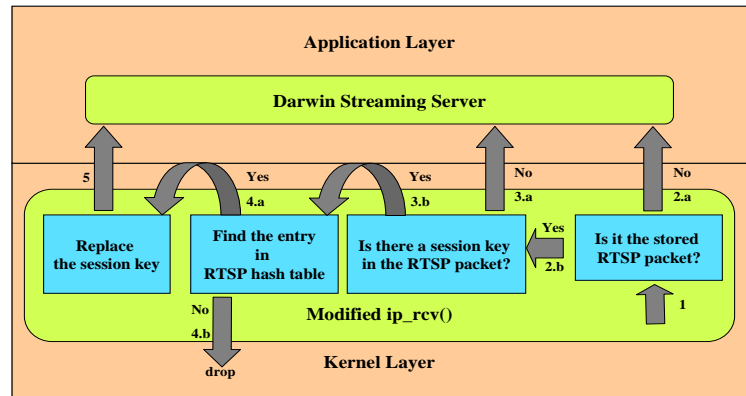 Application Layer
Darwin Streaming Server
5
Yes
4.a
Yes
3.b
No
3.a
No
2.a
Replace
the session key
Find the entry
in
RTSP hash table
Is there a session key
in the RTSP packet?
Yes
2.b
Is it the stored
RTSP packet?
No
4.b
Modified ip_rcv()
1
drop
Kernel Layer